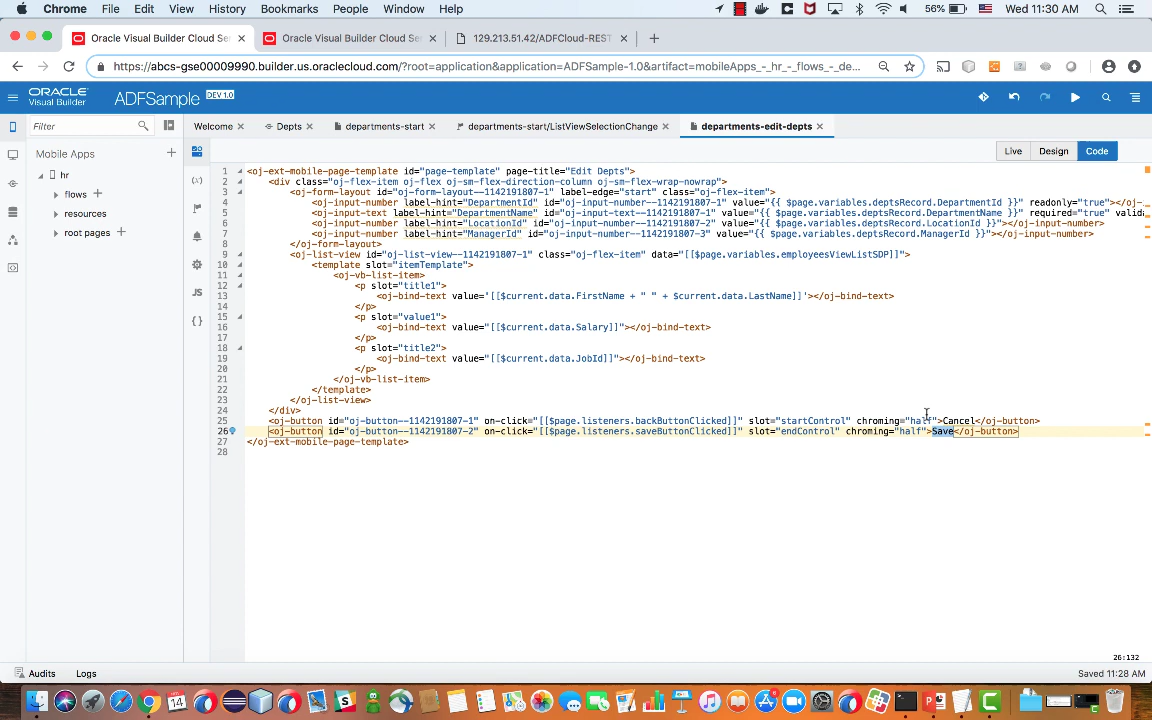 Chrome File Edit View History Bookmarks People Window Help 56% Wed 11:30 AM
Oracle Visual Builder Cloud Ser Oracle Visual Builder Cloud Ser 129.213.51.42/ADFCloud-REST
https://abcs-gse00009990.builder.us.oraclecloud.com/?root=application&application=ADFSample-1.0&artifact=mobileApps_-_hr_-_flows_-_de...
ORACLE
Visual Builder
ADFSample DEV 1.0
Filter
Welcome Depts departments-start departments-start/ListViewSelectionChange departments-edit-depts
Mobile Apps
hr
flows
resources
root pages
(x)
JS
{ }
Live Design Code
1 <oj-ext-mobile-page-template id="page-template" page-title="Edit Depts">
2 <div class="oj-flex-item oj-flex oj-sm-flex-direction-column oj-sm-flex-wrap-nowrap">
3 <oj-form-layout id="oj-form-layout--1142191807-1" label-edge="start" class="oj-flex-item">
4 <oj-input-number label-hint="DepartmentId" id="oj-input-number--1142191807-1" value="{{ $page.variables.deptsRecord.DepartmentId }}" readonly="true"></oj-
5 <oj-input-text label-hint="DepartmentName" id="oj-input-text--1142191807-1" value="{{ $page.variables.deptsRecord.DepartmentName }}" required="true" valid
6 <oj-input-number label-hint="LocationId" id="oj-input-number--1142191807-2" value="{{ $page.variables.deptsRecord.LocationId }}"></oj-input-number>
7 <oj-input-number label-hint="ManagerId" id="oj-input-number--1142191807-3" value="{{ $page.variables.deptsRecord.ManagerId }}"></oj-input-number>
8 </oj-form-layout>
9 <oj-list-view id="oj-list-view--1142191807-1" class="oj-flex-item" data="[[$page.variables.employeesViewListSDP]]">
10 <template slot="itemTemplate">
11 <oj-vb-list-item>
12 <p slot="title1">
13 <oj-bind-text value='[[$current.data.FirstName + " " + $current.data.LastName]]'></oj-bind-text>
14 </p>
15 <p slot="value1">
16 <oj-bind-text value="[[$current.data.Salary]]"></oj-bind-text>
17 </p>
18 <p slot="title2">
19 <oj-bind-text value="[[$current.data.JobId]]"></oj-bind-text>
20 </p>
21 </oj-vb-list-item>
22 </template>
23 </oj-list-view>
24 </div>
25 <oj-button id="oj-button--1142191807-1" on-click="[[$page.listeners.backButtonClicked]]" slot="startControl" chroming="half">Cancel</oj-button>
26 <oj-button id="oj-button--1142191807-2" on-click="[[$page.listeners.saveButtonClicked]]" slot="endControl" chroming="half">Save</oj-button>
27 </oj-ext-mobile-page-template>
28
26:132
Audits Logs Saved 11:28 AM